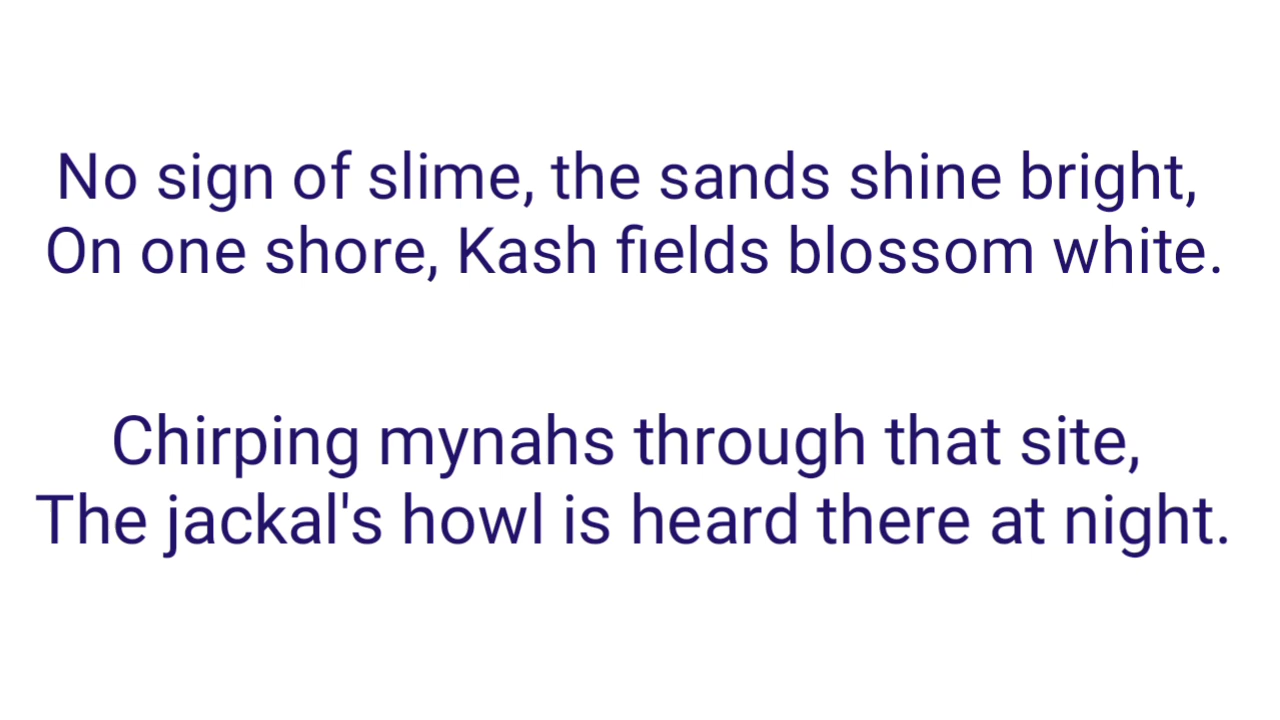 No sign of slime, the sands shine bright,
On one shore, Kash fields blossom white.
Chirping mynahs through that site,
The jackal's howl is heard there at night.